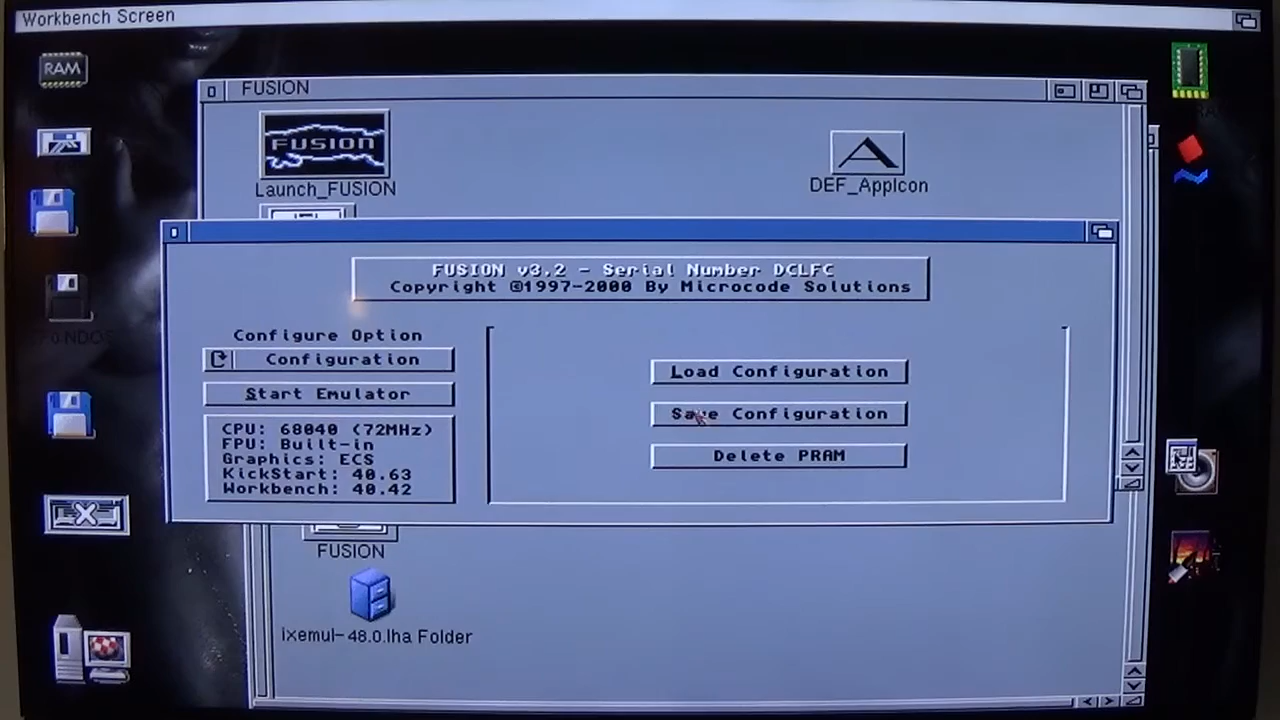 Workbench Screen
RAM
FUSION
FUSION
Launch_FUSION
DEF_AppIcon
FUSION v3.2 - Serial Number DCLFC
Copyright ©1997-2000 By Microcode Solutions
Configure Option
Configuration
Start Emulator
CPU: 68040 (72MHz)
FPU: Built-in
Graphics: ECS
KickStart: 40.63
Workbench: 40.42
Load Configuration
Save Configuration
Delete PRAM
FUSION
ixemul-48.0.lha Folder